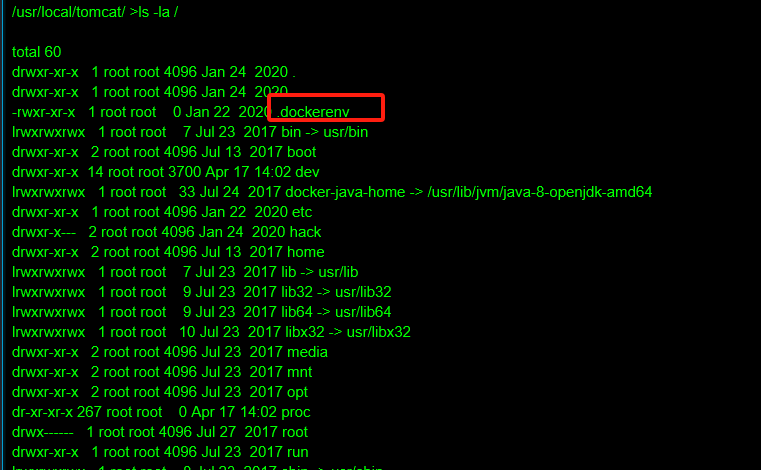 /usr/local/tomcat/ >ls -la /
total 60
drwxr-xr-x 1 root root 4096 Jan 24 2020 .
drwxr-xr-x 1 root root 4096 Jan 24 2020
-rwxr-xr-x 1 root root 0 Jan 22 2020 .dockerenv
lrwxrwxrwx 1 root root 7 Jul 23 2017 bin -> usr/bin
drwxr-xr-x 2 root root 4096 Jul 13 2017 boot
drwxr-xr-x 14 root root 3700 Apr 17 14:02 dev
lrwxrwxrwx 1 root root 33 Jul 24 2017 docker-java-home -> /usr/lib/jvm/java-8-openjdk-amd64
drwxr-xr-x 1 root root 4096 Jan 22 2020 etc
drwxr-x--- 2 root root 4096 Jan 24 2020 hack
drwxr-xr-x 2 root root 4096 Jul 13 2017 home
lrwxrwxrwx 1 root root 7 Jul 23 2017 lib -> usr/lib
lrwxrwxrwx 1 root root 9 Jul 23 2017 lib32 -> usr/lib32
lrwxrwxrwx 1 root root 9 Jul 23 2017 lib64 -> usr/lib64
lrwxrwxrwx 1 root root 10 Jul 23 2017 libx32 -> usr/libx32
drwxr-xr-x 2 root root 4096 Jul 23 2017 media
drwxr-xr-x 2 root root 4096 Jul 23 2017 mnt
drwxr-xr-x 2 root root 4096 Jul 23 2017 opt
dr-xr-xr-x 267 root root 0 Apr 17 14:02 proc
drwx------ 1 root root 4096 Jul 27 2017 root
drwxr-xr-x 4 root root 4096 Jul 23 2017 run